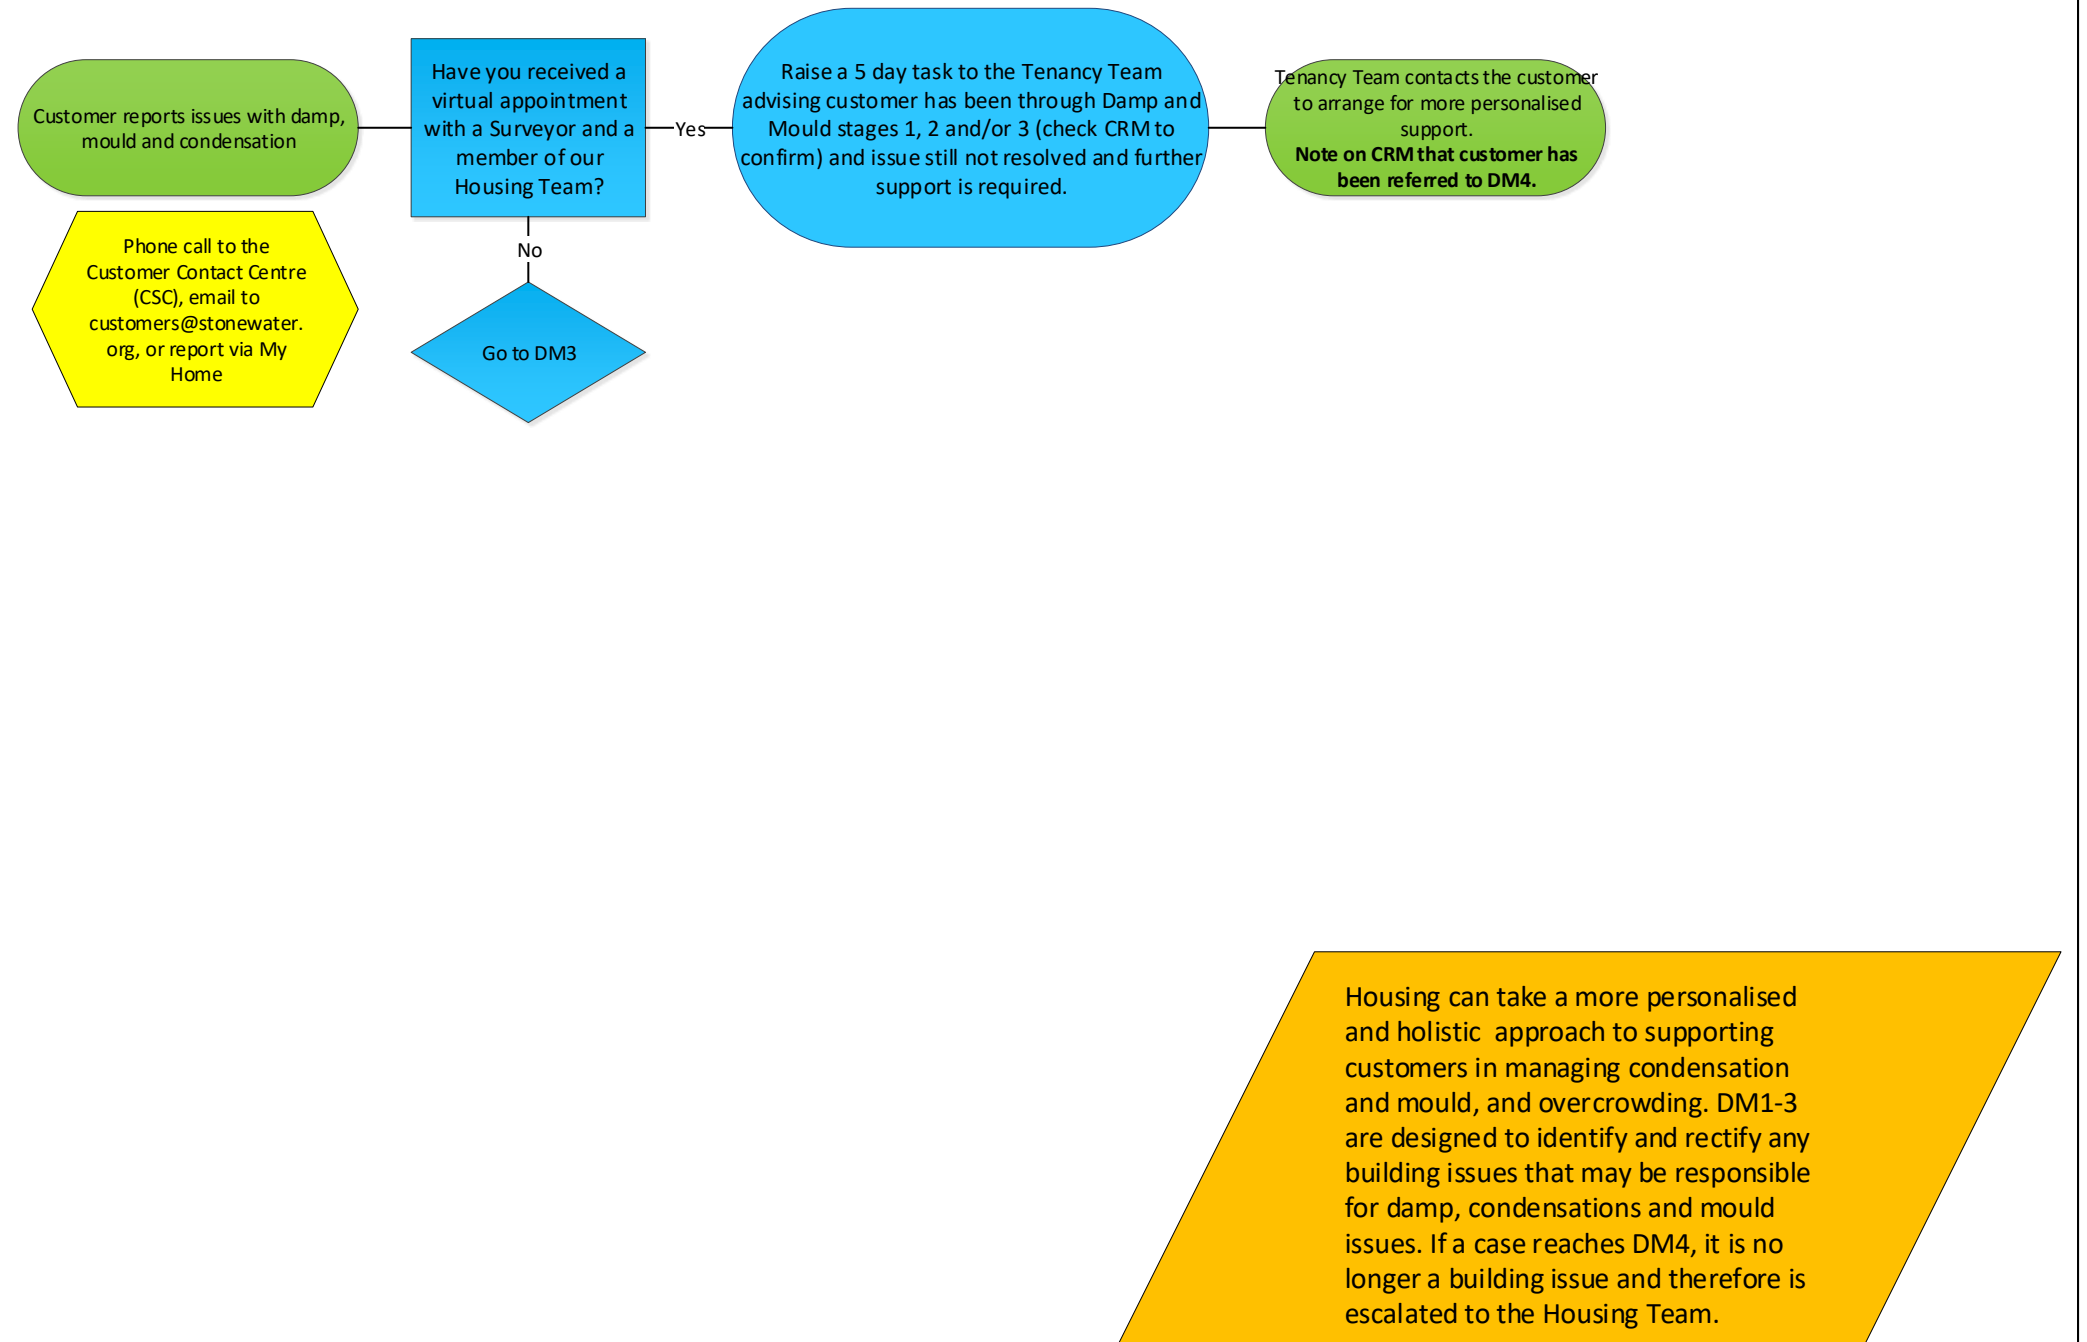 Customer reports issues with damp,
mould and condensation
Phone call to the
Customer Contact Centre
(CSC), email to
customers@stonewater.
org, or report via My
Home
Have you received a
virtual appointment
with a Surveyor and a
member of our
Housing Team?
Yes
No
Go to DM3
Raise a 5 day task to the Tenancy Team
advising customer has been through Damp and
Mould stages 1, 2 and/or 3 (check CRM to
confirm) and issue still not resolved and further
support is required.
Tenancy Team contacts the customer
to arrange for more personalised
support.
Note on CRM that customer has
been referred to DM4.
Housing can take a more personalised
and holistic  approach to supporting
customers in managing condensation
and mould, and overcrowding. DM1-3
are designed to identify and rectify any
building issues that may be responsible
for damp, condensations and mould
issues. If a case reaches DM4, it is no
longer a building issue and therefore is
escalated to the Housing Team.